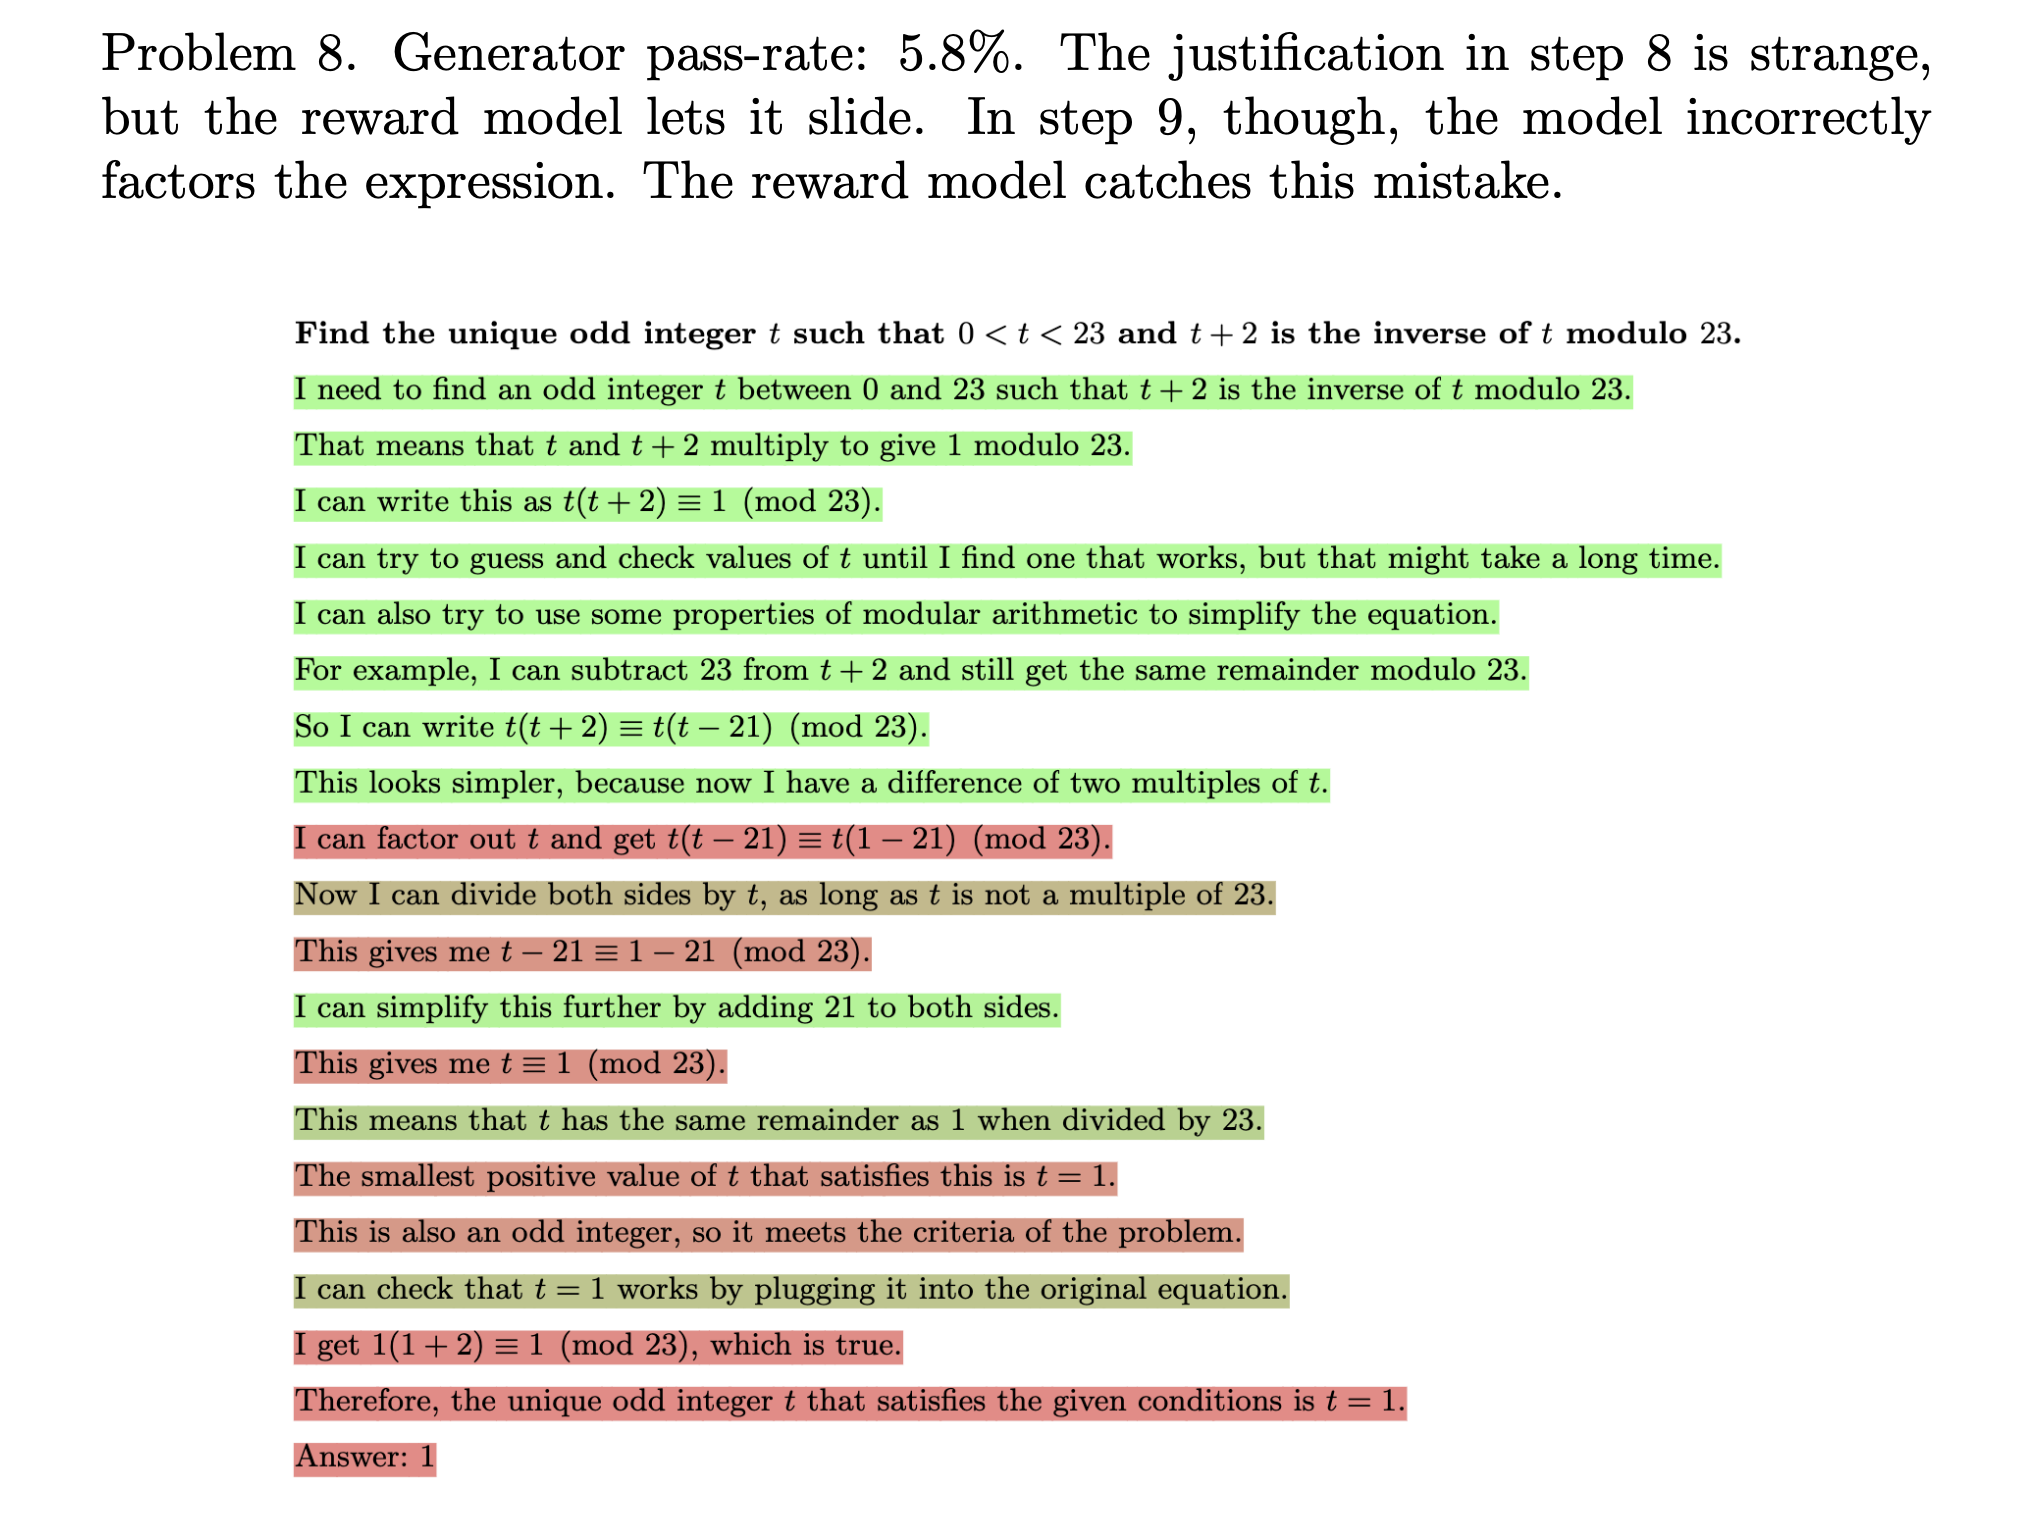 Problem 8. Generator pass-rate: 5.8%. The justification in step 8 is strange,
but the reward model lets it slide. In step 9, though, the model incorrectly
factors the expression. The reward model catches this mistake.
Find the unique odd integer t such that 0 < t < 23 and t + 2 is the inverse of t modulo 23.
I need to find an odd integer t between 0 and 23 such that t + 2 is the inverse of t modulo 23.
That means that t and t + 2 multiply to give 1 modulo 23.
I can write this as t(t + 2) ≡ 1 (mod 23).
I can try to guess and check values of t until I find one that works, but that might take a long time.
I can also try to use some properties of modular arithmetic to simplify the equation.
For example, I can subtract 23 from t + 2 and still get the same remainder modulo 23.
So I can write t(t + 2) ≡ t(t − 21) (mod 23).
This looks simpler, because now I have a difference of two multiples of t.
I can factor out t and get t(t − 21) ≡ t(1 − 21) (mod 23).
Now I can divide both sides by t, as long as t is not a multiple of 23.
This gives me t − 21 ≡ 1 − 21 (mod 23).
I can simplify this further by adding 21 to both sides.
This gives me t ≡ 1 (mod 23).
This means that t has the same remainder as 1 when divided by 23.
The smallest positive value of t that satisfies this is t = 1.
This is also an odd integer, so it meets the criteria of the problem.
I can check that t = 1 works by plugging it into the original equation.
I get 1(1 + 2) ≡ 1 (mod 23), which is true.
Therefore, the unique odd integer t that satisfies the given conditions is t = 1.
Answer: 1